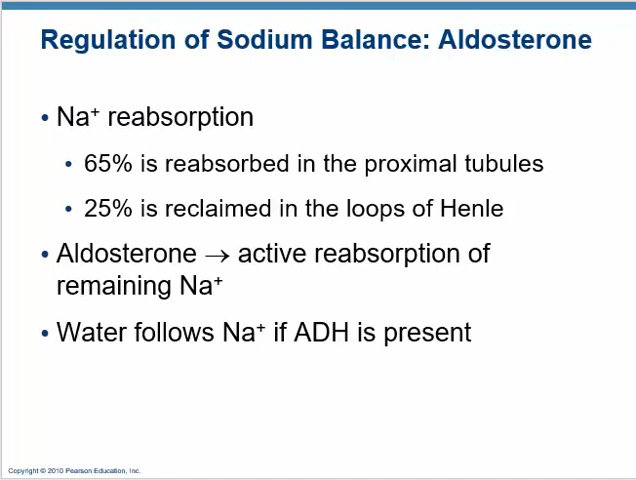 Regulation of Sodium Balance: Aldosterone
• Na⁺ reabsorption
• 65% is reabsorbed in the proximal tubules
• 25% is reclaimed in the loops of Henle
• Aldosterone → active reabsorption of
remaining Na⁺
• Water follows Na⁺ if ADH is present
Copyright © 2010 Pearson Education, Inc.